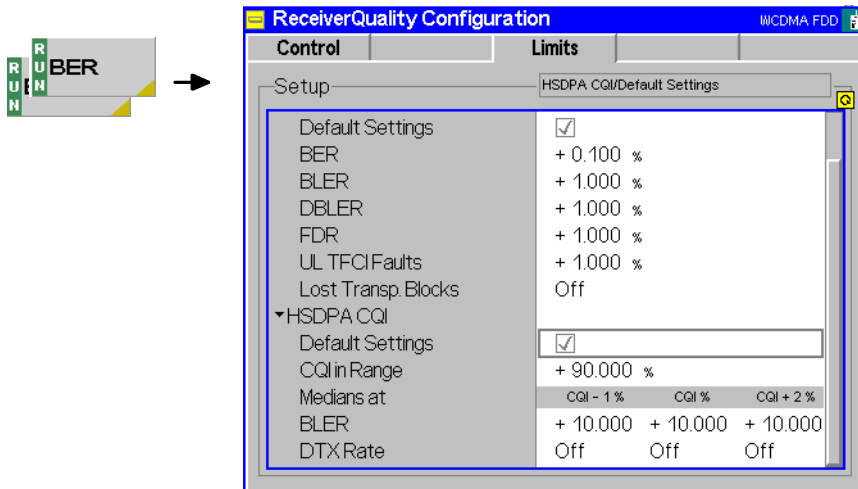 RUN
BER
RUN
ReceiverQuality Configuration WCDMA FDD
Control Limits
Setup HSDPA CQI/Default Settings
Default Settings
BER + 0.100 %
BLER + 1.000 %
DBLER + 1.000 %
FDR + 1.000 %
UL TFCI Faults + 1.000 %
Lost Transp. Blocks Off
HSDPA CQI
Default Settings
CQI in Range + 90.000 %
Medians at CQI - 1 % CQI % CQI + 2 %
BLER + 10.000 + 10.000 + 10.000
DTX Rate Off Off Off